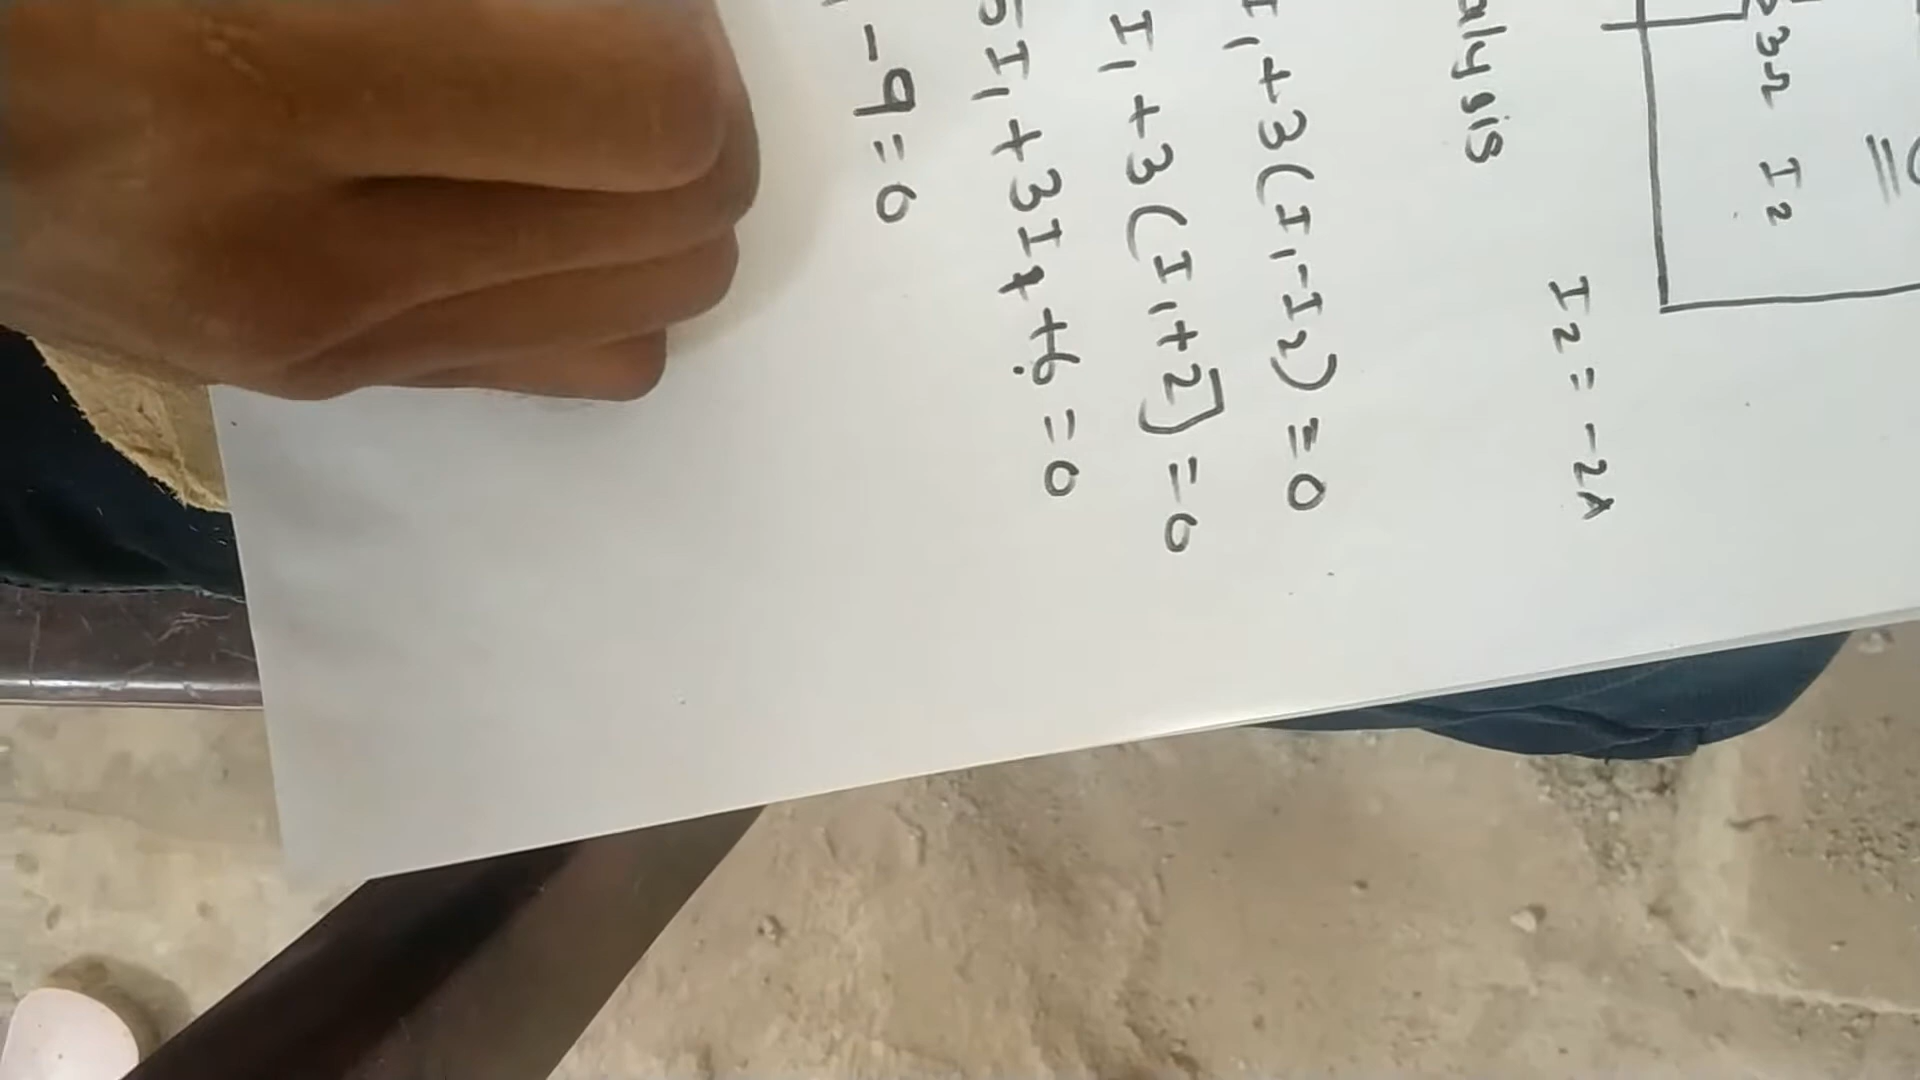 3Ω I2
I2 = -2A
alysis
I1 + 3(I1 - I2) = 0
I1 + 3(I1 + 2) = 0
5I1 + 3I1 + 6 = 0
- 9 = 0